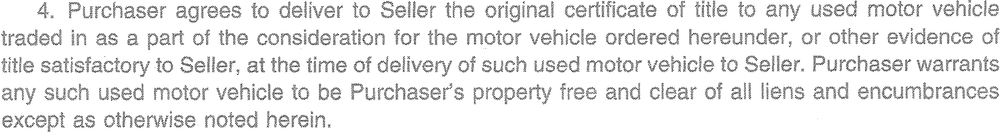 4. Purchaser agrees to deliver to Seller the original certificate of title to any used motor vehicle
traded in as a part of the consideration for the motor vehicle ordered hereunder, or other evidence of
title satisfactory to Seller, at the time of delivery of such used motor vehicle to Seller. Purchaser warrants
any such used motor vehicle to be Purchaser's property free and clear of all liens and encumbrances
except as otherwise noted herein.